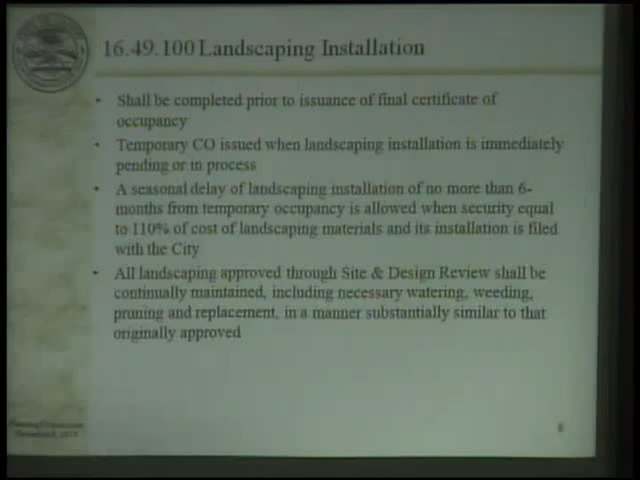 16.49.100 Landscaping Installation
• Shall be completed prior to issuance of final certificate of
occupancy
• Temporary CO issued when landscaping installation is immediately
pending or in process
• A seasonal delay of landscaping installation of no more than 6-
months from temporary occupancy is allowed when security equal
to 110% of cost of landscaping materials and its installation is filed
with the City
• All landscaping approved through Site & Design Review shall be
continually maintained, including necessary watering, weeding,
pruning and replacement, in a manner substantially similar to that
originally approved